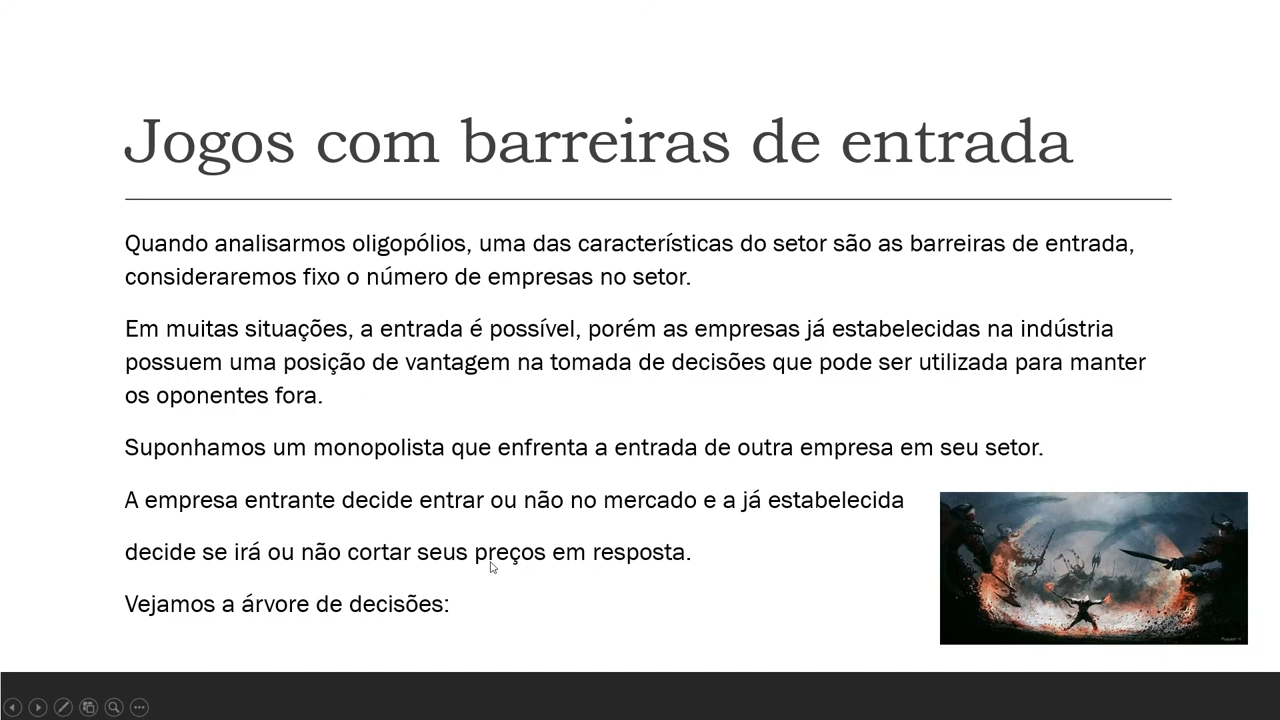 Jogos com barreiras de entrada
Quando analisarmos oligopólios, uma das características do setor são as barreiras de entrada,
consideraremos fixo o número de empresas no setor.
Em muitas situações, a entrada é possível, porém as empresas já estabelecidas na indústria
possuem uma posição de vantagem na tomada de decisões que pode ser utilizada para manter
os oponentes fora.
Suponhamos um monopolista que enfrenta a entrada de outra empresa em seu setor.
A empresa entrante decide entrar ou não no mercado e a já estabelecida
decide se irá ou não cortar seus preços em resposta.
Vejamos a árvore de decisões: